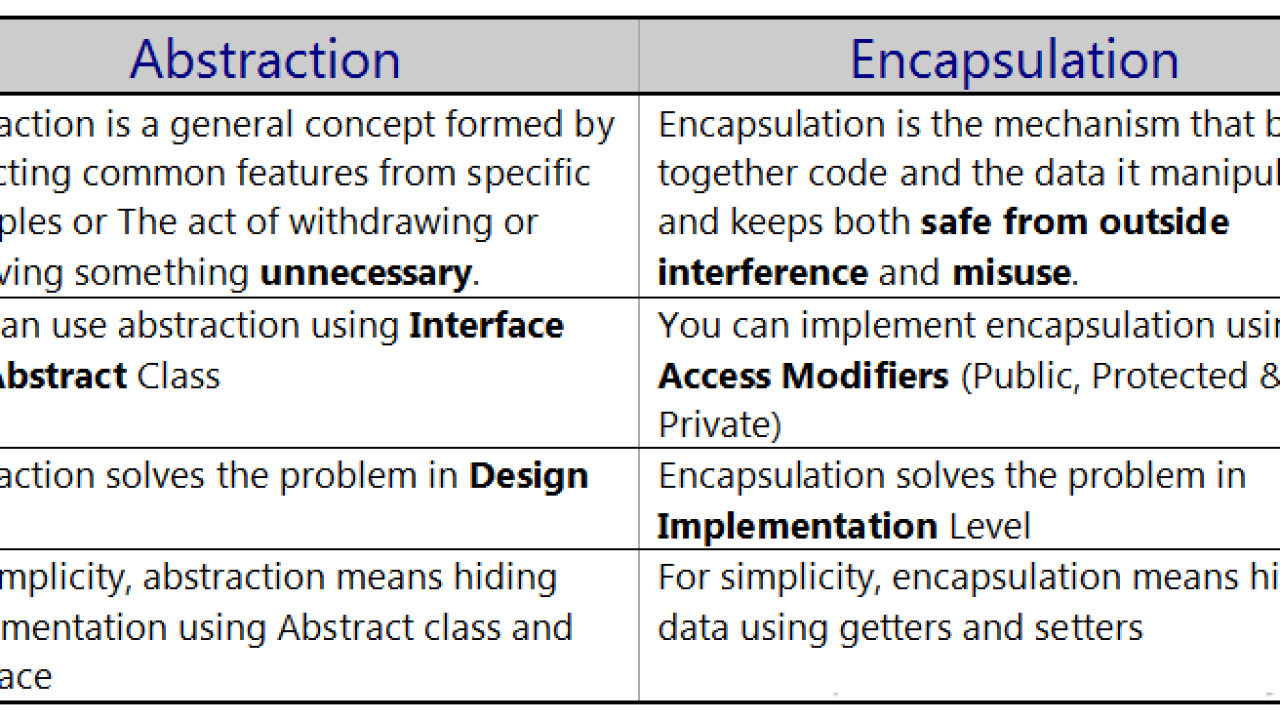 Abstraction
Encapsulation
action is a general concept formed by
cting common features from specific
ples or The act of withdrawing or
ving something unnecessary.
Encapsulation is the mechanism that b
together code and the data it manipul
and keeps both safe from outside
interference and misuse.
an use abstraction using Interface
Abstract Class
You can implement encapsulation usin
Access Modifiers (Public, Protected &
Private)
action solves the problem in Design
Encapsulation solves the problem in
Implementation Level
mplicity, abstraction means hiding
mentation using Abstract class and
ace
For simplicity, encapsulation means hi
data using getters and setters